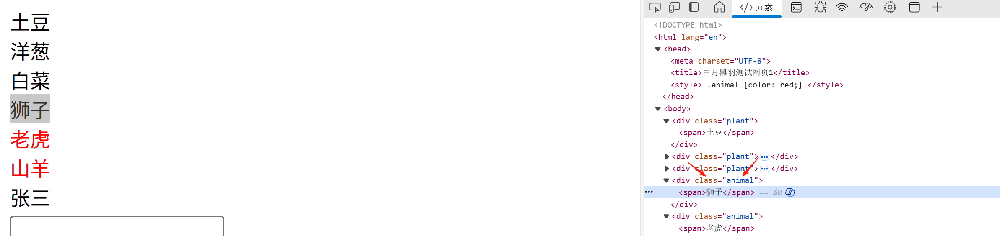 土豆
洋葱
白菜
狮子
老虎
山羊
张三
元素
<!DOCTYPE html>
<html lang="en">
<head>
<meta charset="UTF-8">
<title>白月黑羽测试网页1</title>
<style> .animal {color: red;} </style>
</head>
<body>
<div class="plant">
<span>土豆</span>
</div>
<div class="plant">…</div>
<div class="plant">…</div>
<div class="animal">
<span>狮子</span> == $0
</div>
<div class="animal">
<span>老虎</span>